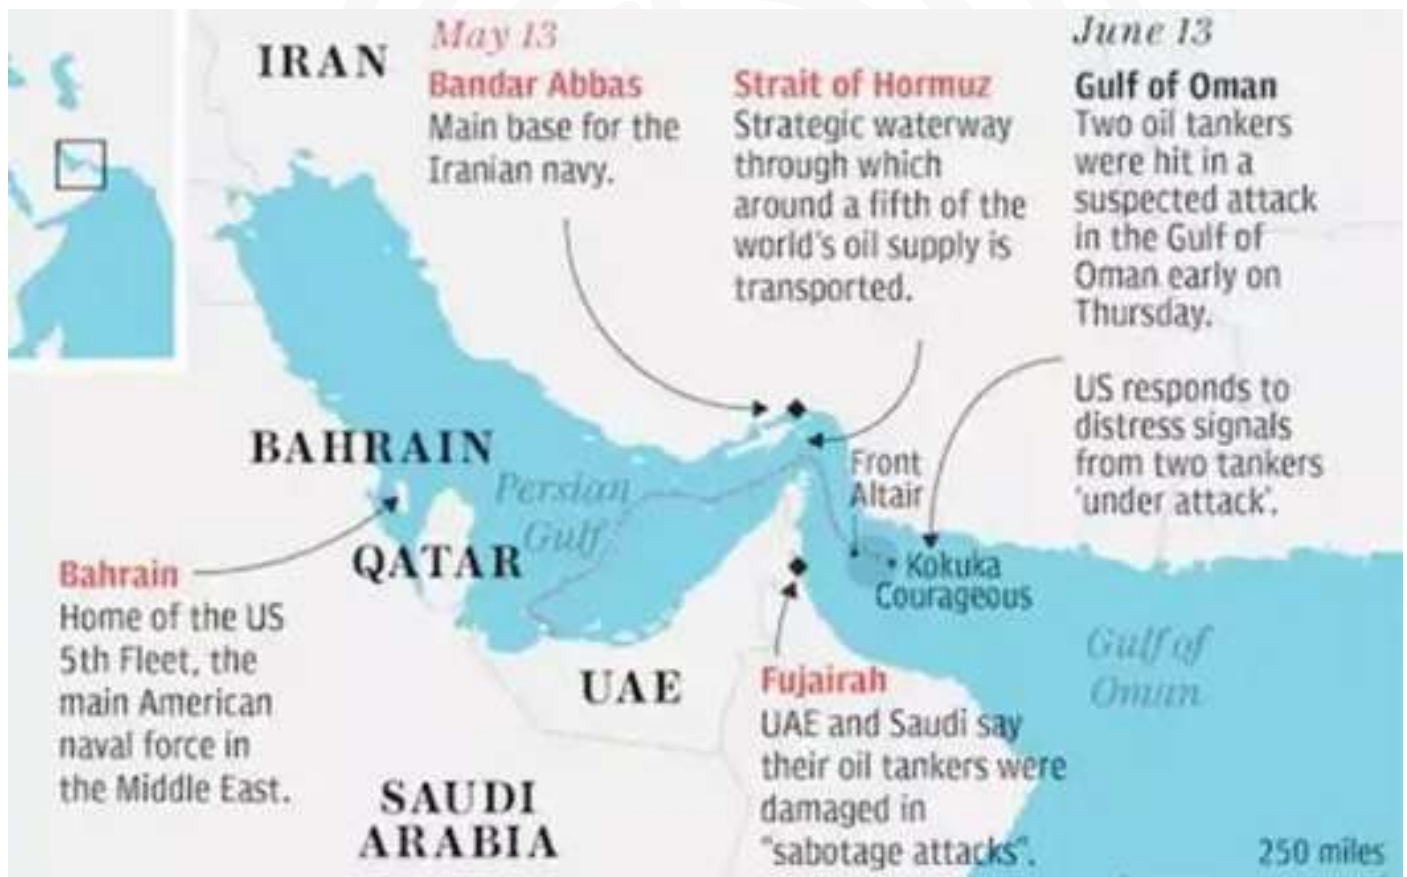 IRAN
May 13
Bandar Abbas
Main base for the
Iranian navy.
Strait of Hormuz
Strategic waterway
through which
around a fifth of the
world's oil supply is
transported.
June 13
Gulf of Oman
Two oil tankers
were hit in a
suspected attack
in the Gulf of
Oman early on
Thursday.
US responds to
distress signals
from two tankers
'under attack'.
BAHRAIN
Persian
Gulf
Front
Altair
QATAR
Kokuka
Courageous
Bahrain
Home of the US
5th Fleet, the
main American
naval force in
the Middle East.
Gulf of
Oman
UAE
Fujairah
UAE and Saudi say
their oil tankers were
damaged in
"sabotage attacks".
SAUDI
ARABIA
250 miles